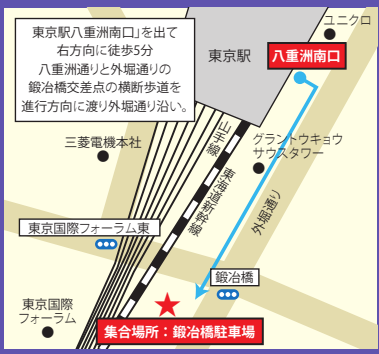 東京駅八重洲南口」を出て
右方向に徒歩5分
八重洲通りと外堀通りの
鍛冶橋交差点の横断歩道を
進行方向に渡り外堀通り沿い。
ユニクロ
東京駅
八重洲南口
三菱電機本社
山手線
東海道新幹線
グラントウキョウ
サウスタワー
外堀通り
東京国際フォーラム東
鍛冶橋
東京国際
フォーラム
集合場所：鍛冶橋駐車場